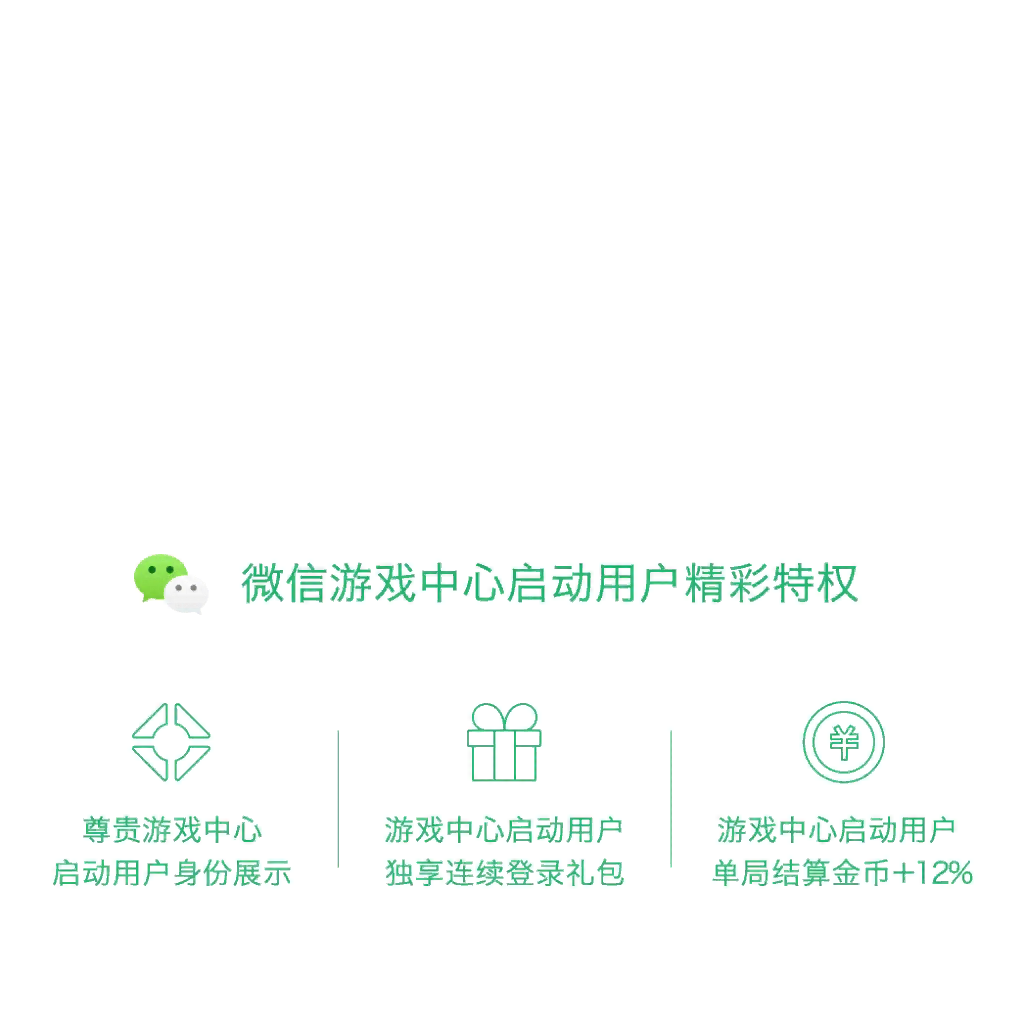 微信游戏中心启动用户精彩特权
尊贵游戏中心
启动用户身份展示
游戏中心启动用户
独享连续登录礼包
游戏中心启动用户
单局结算金币+12%